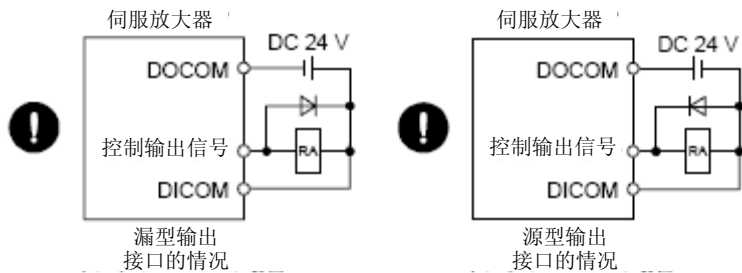 伺服放大器
DC 24 V
DOCOM
控制输出信号
RA
DICOM
漏型输出
接口的情况
伺服放大器
DC 24 V
DOCOM
控制输出信号
RA
DICOM
源型输出
接口的情况